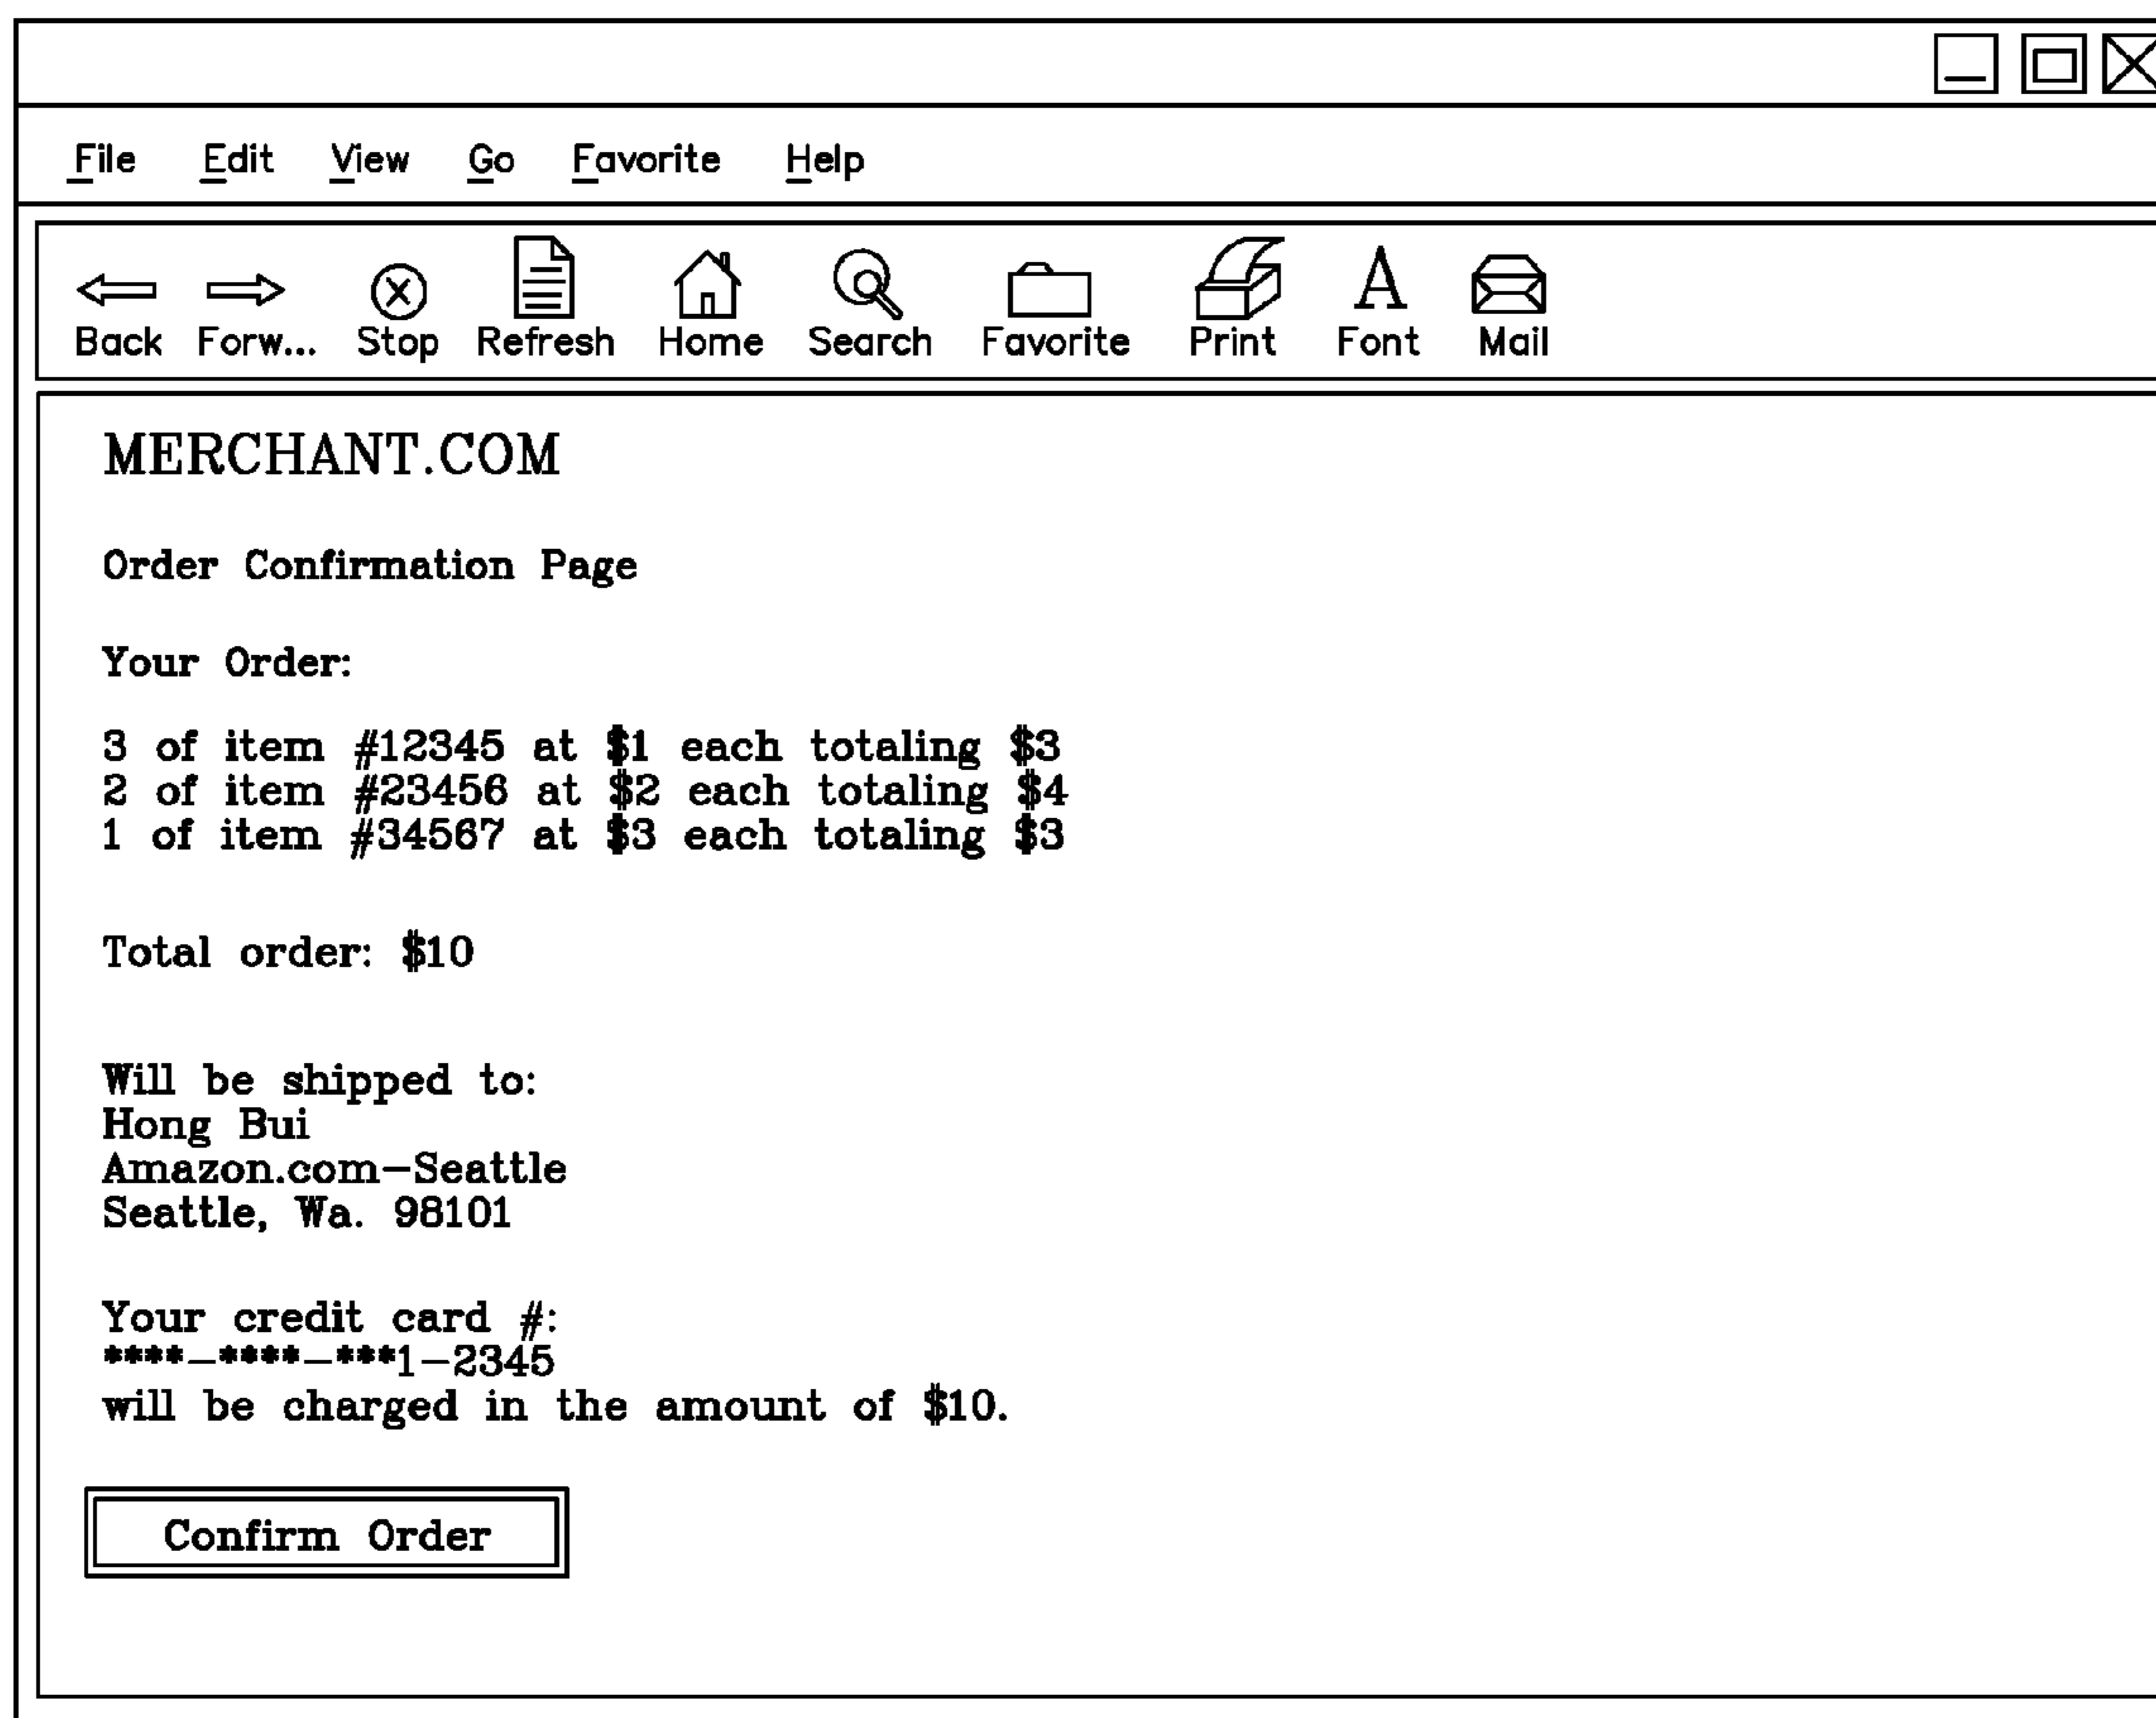 File Edit View Go Favorite Help
Back Forw... Stop Refresh Home Search Favorite Print Font Mail
MERCHANT.COM
Order Confirmation Page
Your Order:
3 of item #12345 at $1 each totaling $3
2 of item #23456 at $2 each totaling $4
1 of item #34567 at $3 each totaling $3
Total order: $10
Will be shipped to:
Hong Bui
Amazon.com-Seattle
Seattle, Wa. 98101
Your credit card #:
****-****-***1-2345
will be charged in the amount of $10.
Confirm Order